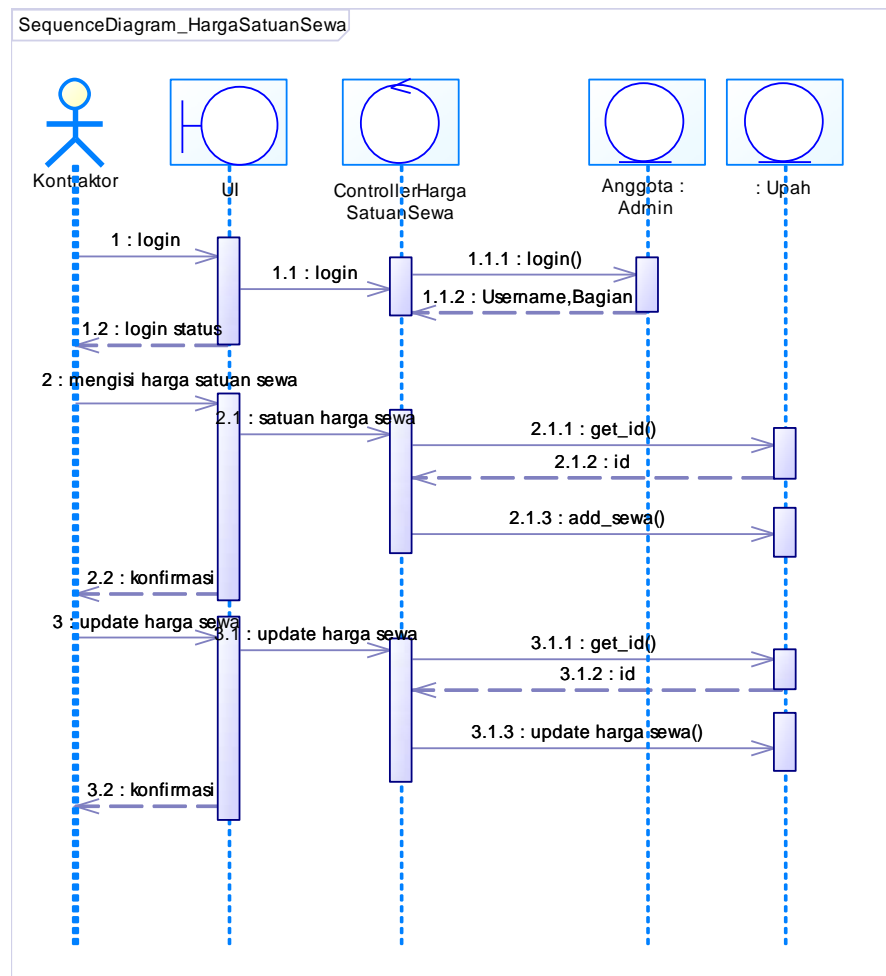 SequenceDiagram_HargaSatuanSewa
Kontraktor
UI
ControllerHarga
SatuanSewa
Anggota :
Admin
: Upah
1 : login
1.1 : login
1.1.1 : login()
1.1.2 : Username,Bagian
1.2 : login status
2 : mengisi harga satuan sewa
2.1 : satuan harga sewa
2.1.1 : get_id()
2.1.2 : id
2.1.3 : add_sewa()
2.2 : konfirmasi
3 : update harga sewa
3.1 : update harga sewa
3.1.1 : get_id()
3.1.2 : id
3.1.3 : update harga sewa()
3.2 : konfirmasi